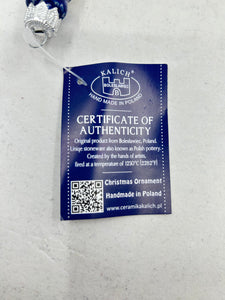 KALICH
BOLESŁAWIEC
B
HAND MADE IN POLAND
CERTIFICATE OF
AUTHENTICITY
Original product from Bolesławiec, Poland.
Unique stoneware also known as Polish pottery.
Created by the hands of artists,
fired at a temperature of 1250°C (2282°F)
Christmas Ornament
Handmade in Poland
www.ceramikakalich.pl